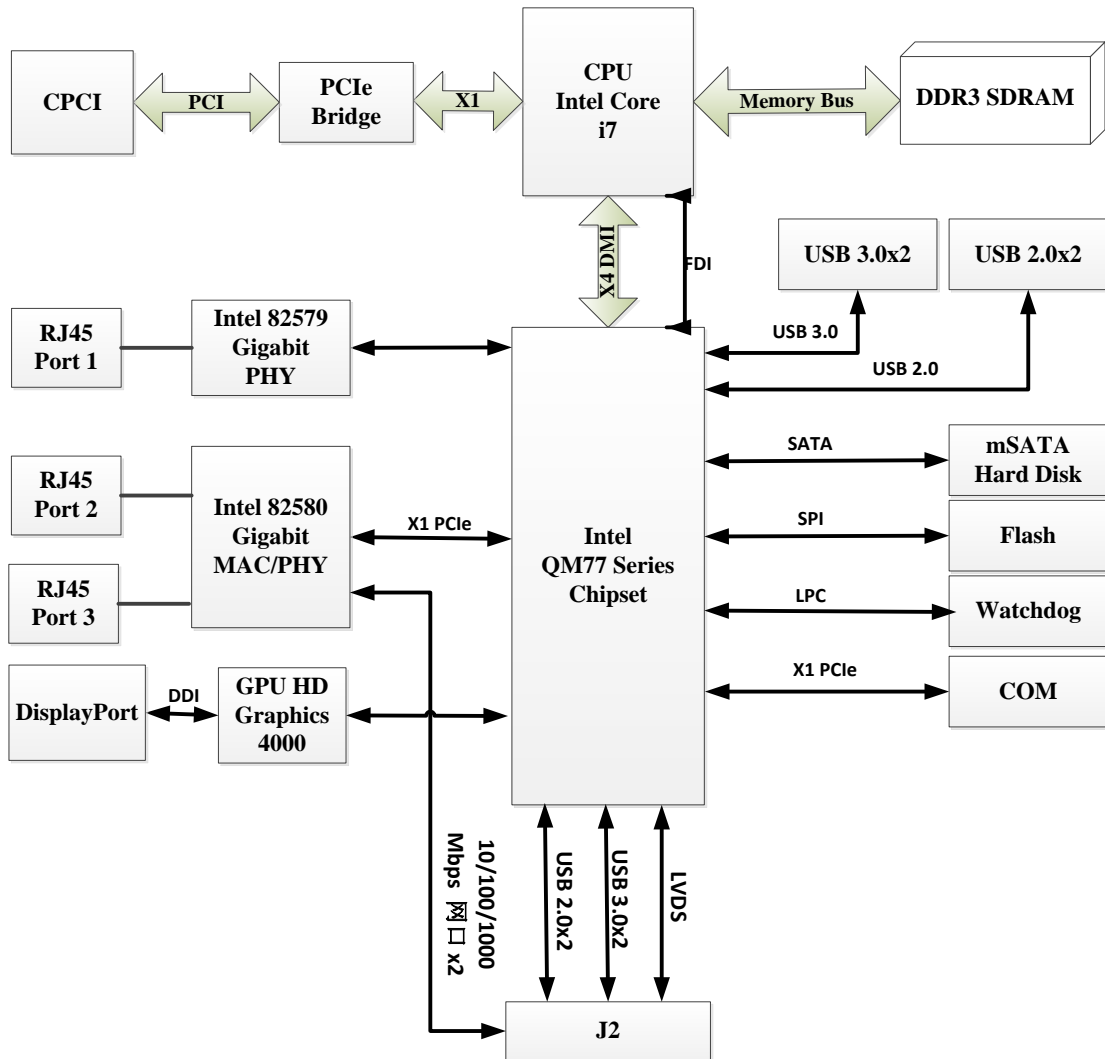 CPCI
PCI
PCIe
Bridge
X1
CPU
Intel Core
i7
Memory Bus
DDR3 SDRAM
X4 DMI
FDI
USB 3.0x2
USB 2.0x2
USB 3.0
USB 2.0
RJ45
Port 1
Intel 82579
Gigabit
PHY
RJ45
Port 2
Intel 82580
Gigabit
MAC/PHY
X1 PCIe
RJ45
Port 3
Intel
QM77 Series
Chipset
SATA
mSATA
Hard Disk
SPI
Flash
LPC
Watchdog
X1 PCIe
COM
DisplayPort
DDI
GPU HD
Graphics
4000
10/100/1000
Mbps 网口 x2
USB 2.0x2
USB 3.0x2
LVDS
J2